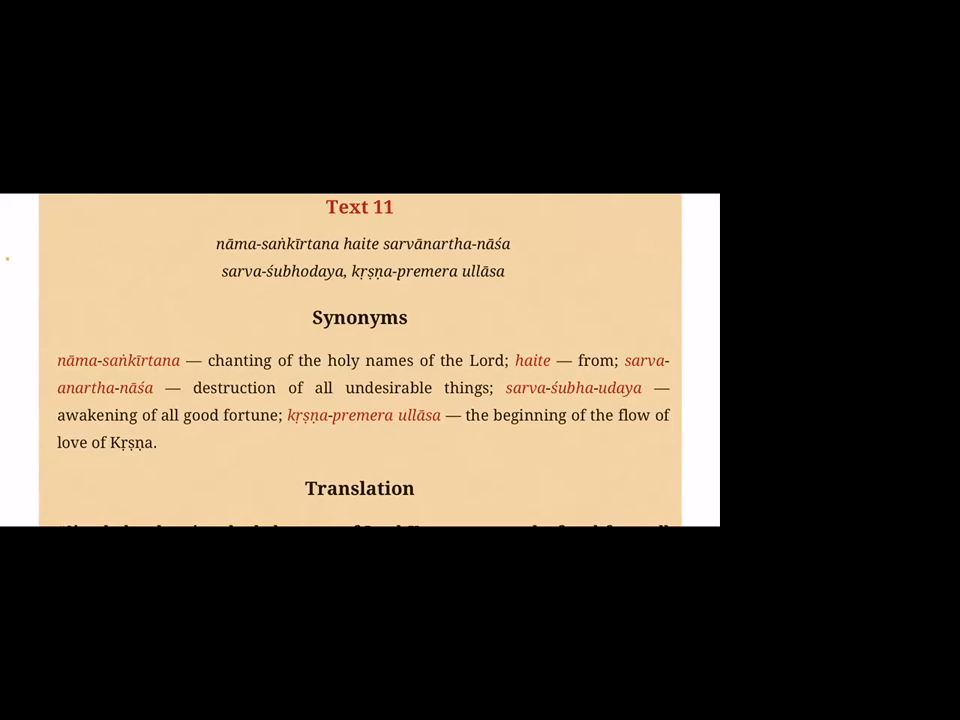 Text 11
nāma-saṅkīrtana haite sarvānartha-nāśa
sarva-śubhodaya, kṛṣṇa-premera ullāsa
Synonyms
nāma-saṅkīrtana — chanting of the holy names of the Lord; haite — from; sarva-
anartha-nāśa — destruction of all undesirable things; sarva-śubha-udaya —
awakening of all good fortune; kṛṣṇa-premera ullāsa — the beginning of the flow of
love of Kṛṣṇa.
Translation